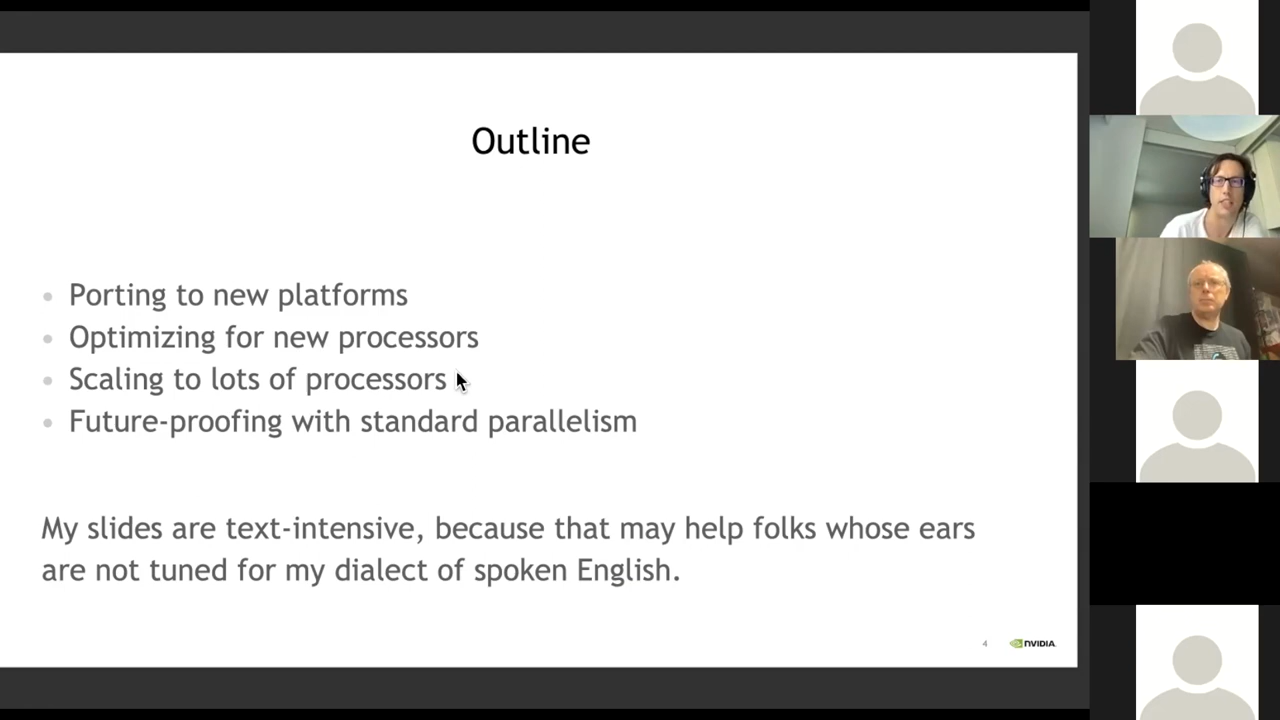 Outline
• Porting to new platforms
• Optimizing for new processors
• Scaling to lots of processors
• Future-proofing with standard parallelism
My slides are text-intensive, because that may help folks whose ears
are not tuned for my dialect of spoken English.
4 NVIDIA